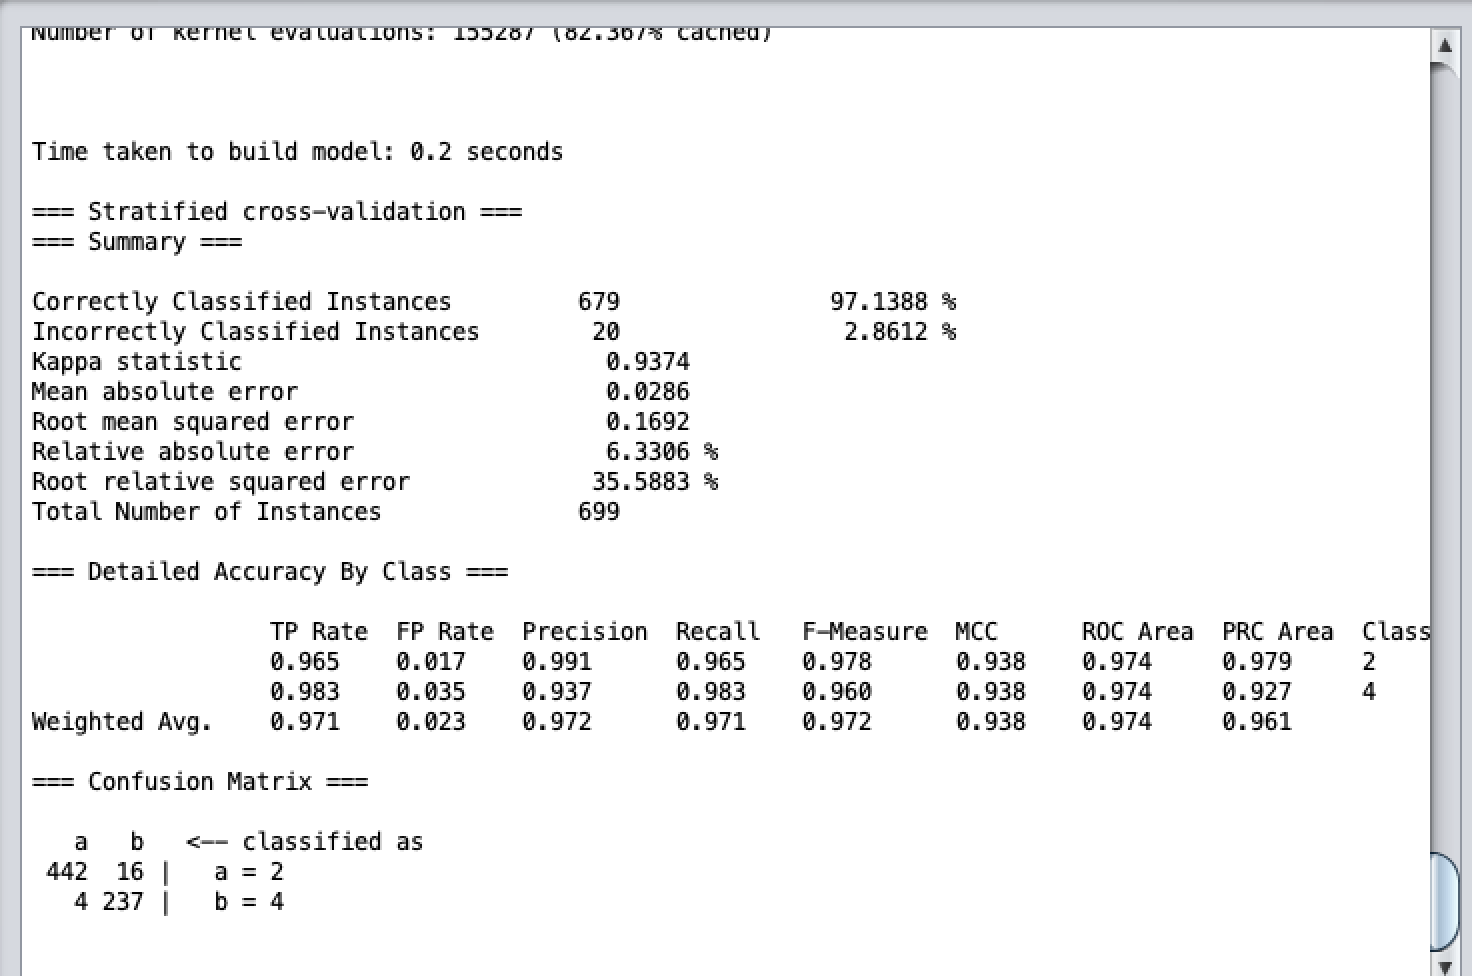 Number of kernel evaluations: 155287 (82.367% cached)
Time taken to build model: 0.2 seconds
=== Stratified cross-validation ===
=== Summary ===
Correctly Classified Instances 679 97.1388 %
Incorrectly Classified Instances 20 2.8612 %
Kappa statistic 0.9374
Mean absolute error 0.0286
Root mean squared error 0.1692
Relative absolute error 6.3306 %
Root relative squared error 35.5883 %
Total Number of Instances 699
=== Detailed Accuracy By Class ===
TP Rate FP Rate Precision Recall F-Measure MCC ROC Area PRC Area Class
0.965 0.017 0.991 0.965 0.978 0.938 0.974 0.979 2
0.983 0.035 0.937 0.983 0.960 0.938 0.974 0.927 4
Weighted Avg. 0.971 0.023 0.972 0.971 0.972 0.938 0.974 0.961
=== Confusion Matrix ===
a b <-- classified as
442 16 | a = 2
4 237 | b = 4